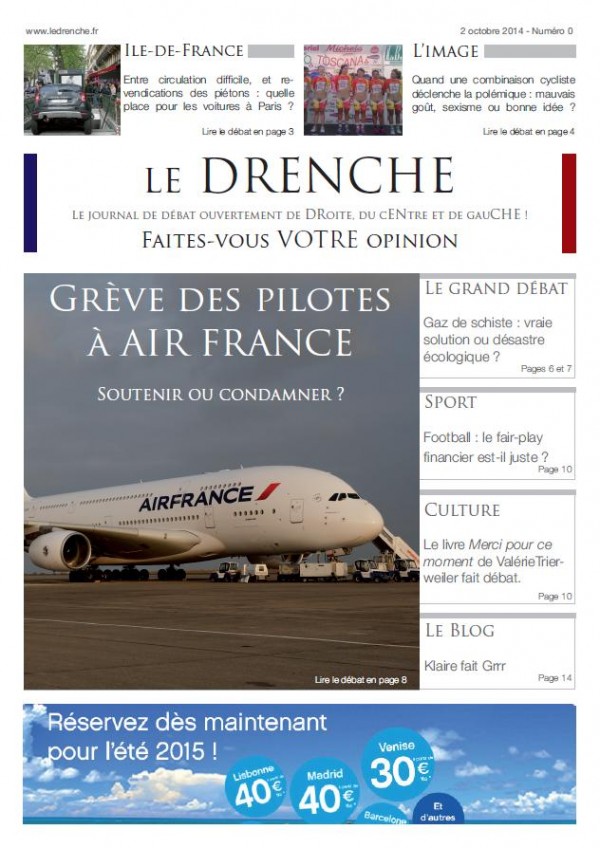 www.ledrenche.fr
2 octobre 2014 - Numéro 0
ILE-DE-FRANCE
Entre circulation difficile, et re-
vendications des piétons : quelle
place pour les voitures à Paris ?
Lire le débat en page 3
L'IMAGE
Quand une combinaison cycliste
déclenche la polémique : mauvais
goût, sexisme ou bonne idée ?
Lire le débat en page 4
LE DRENCHE
LE JOURNAL DE DÉBAT OUVERTEMENT DE DROITE, DU CENTRE ET DE GAUCHE !
FAITES-VOUS VOTRE OPINION
GRÈVE DES PILOTES
À AIR FRANCE
SOUTENIR OU CONDAMNER ?
AIRFRANCE
Lire le débat en page 8
LE GRAND DÉBAT
Gaz de schiste : vraie
solution ou désastre
écologique ?
Pages 6 et 7
SPORT
Football : le fair-play
financier est-il juste ?
Page 10
CULTURE
Le livre Merci pour ce
moment de ValérieTrier-
weiler fait débat.
Page 10
LE BLOG
Klaire fait Grrr
Page 14
Réservez dès maintenant
pour l'été 2015 !
Lisbonne
40€
Madrid
40€
Venise
30€
Barcelone
Et
d'autres